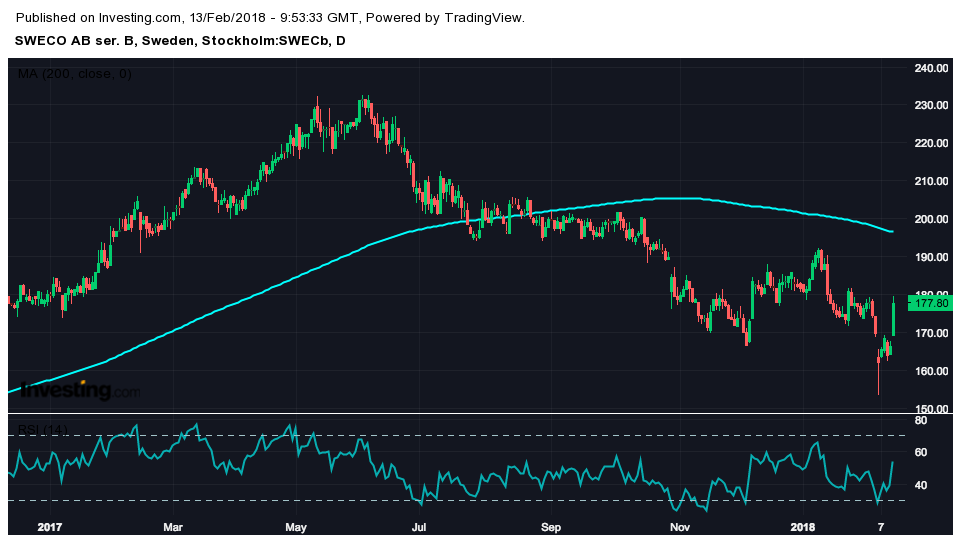 Published on Investing.com, 13/Feb/2018 - 9:53:33 GMT, Powered by TradingView.
SWECO AB ser. B, Sweden, Stockholm:SWECb, D
MA (200, close, 0)
240.00
230.00
220.00
210.00
200.00
190.00
180.00
177.80
170.00
160.00
150.00
Investing.com
RSI (14)
80
60
40
2017 Mar May Jul Sep Nov 2018 7